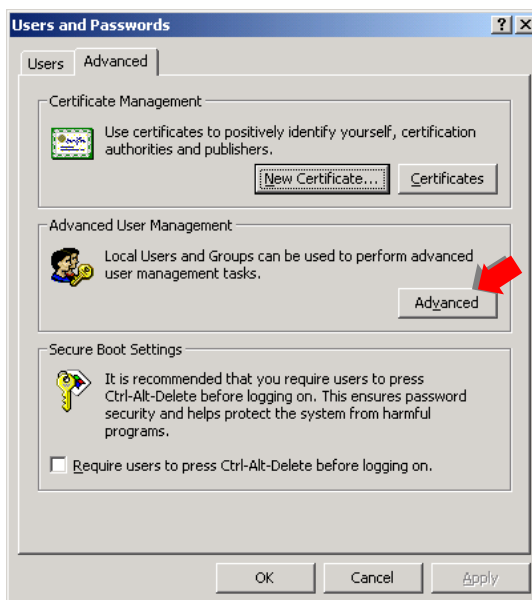 Users and Passwords
Users
Advanced
Certificate Management
Use certificates to positively identify yourself, certification
authorities and publishers.
New Certificate...
Certificates
Advanced User Management
Local Users and Groups can be used to perform advanced
user management tasks.
Advanced
Secure Boot Settings
It is recommended that you require users to press
Ctrl-Alt-Delete before logging on. This ensures password
security and helps protect the system from harmful
programs.
Require users to press Ctrl-Alt-Delete before logging on.
OK
Cancel
Apply